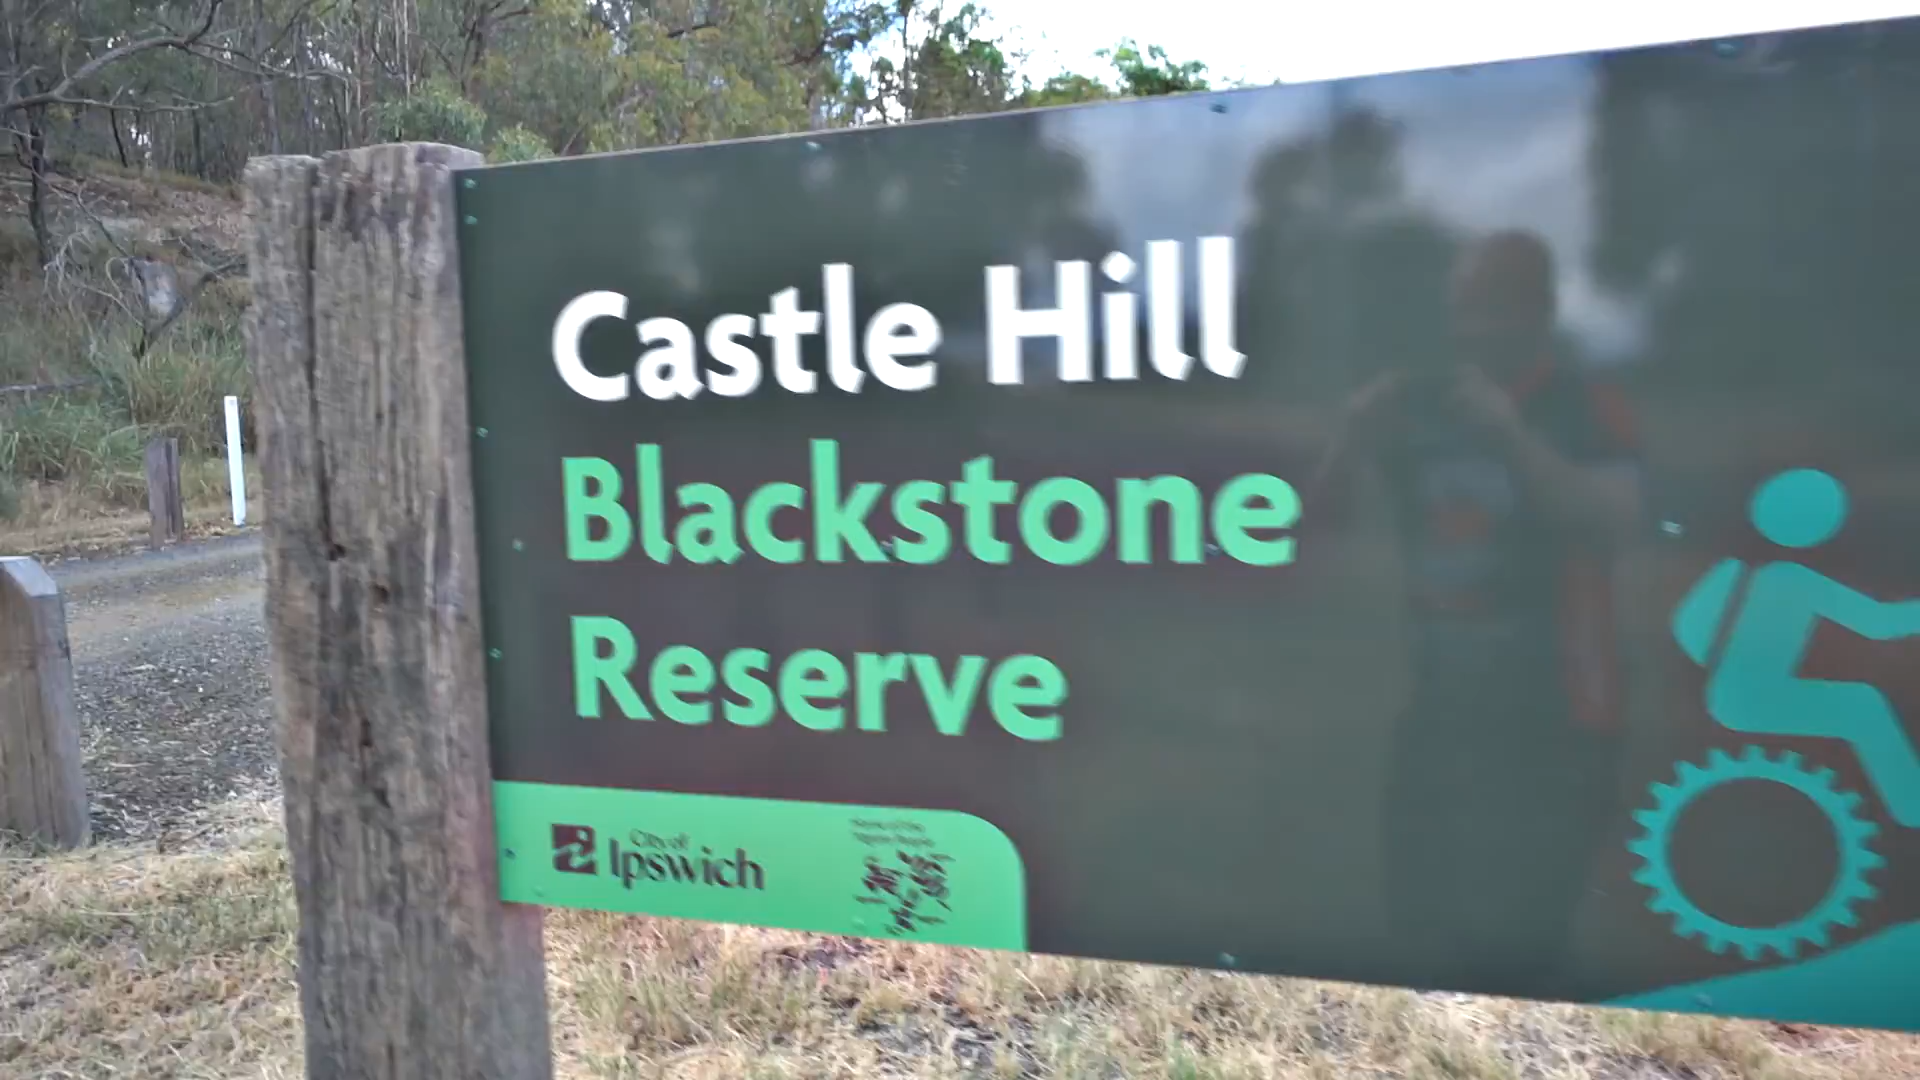 Castle Hill
Blackstone
Reserve
City of
Ipswich